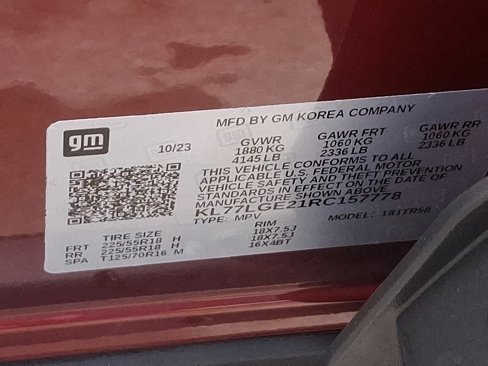 gm
MFD BY GM KOREA COMPANY
10/23
GVWR GAWR FRT GAWR RR
1880 KG 1060 KG 1060 KG
4145 LB 2336 LB 2336 LB
THIS VEHICLE CONFORMS TO ALL
APPLICABLE U.S. FEDERAL MOTOR
VEHICLE SAFETY AND THEFT PREVENTION
STANDARDS IN EFFECT ON THE DATE OF
MANUFACTURE SHOWN ABOVE
KL77LGE21RC157778
TYPE: MPV MODEL: 1B1TR58
TIRE SIZE RIM
FRT 225/55R18 H 18X7.5J
RR 225/55R18 H 18X7.5J
SPA T125/70R16 M 16X4BT